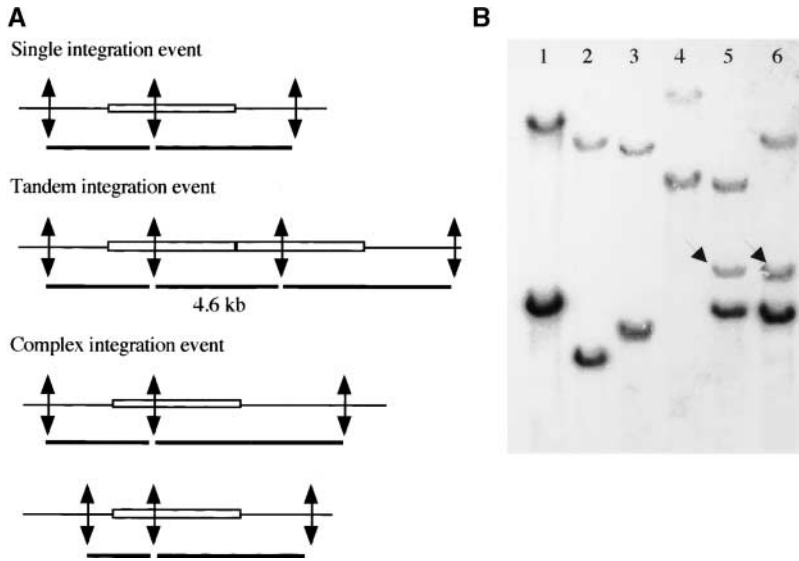 A
Single integration event
Tandem integration event
4.6 kb
Complex integration event
B
1 2 3 4 5 6